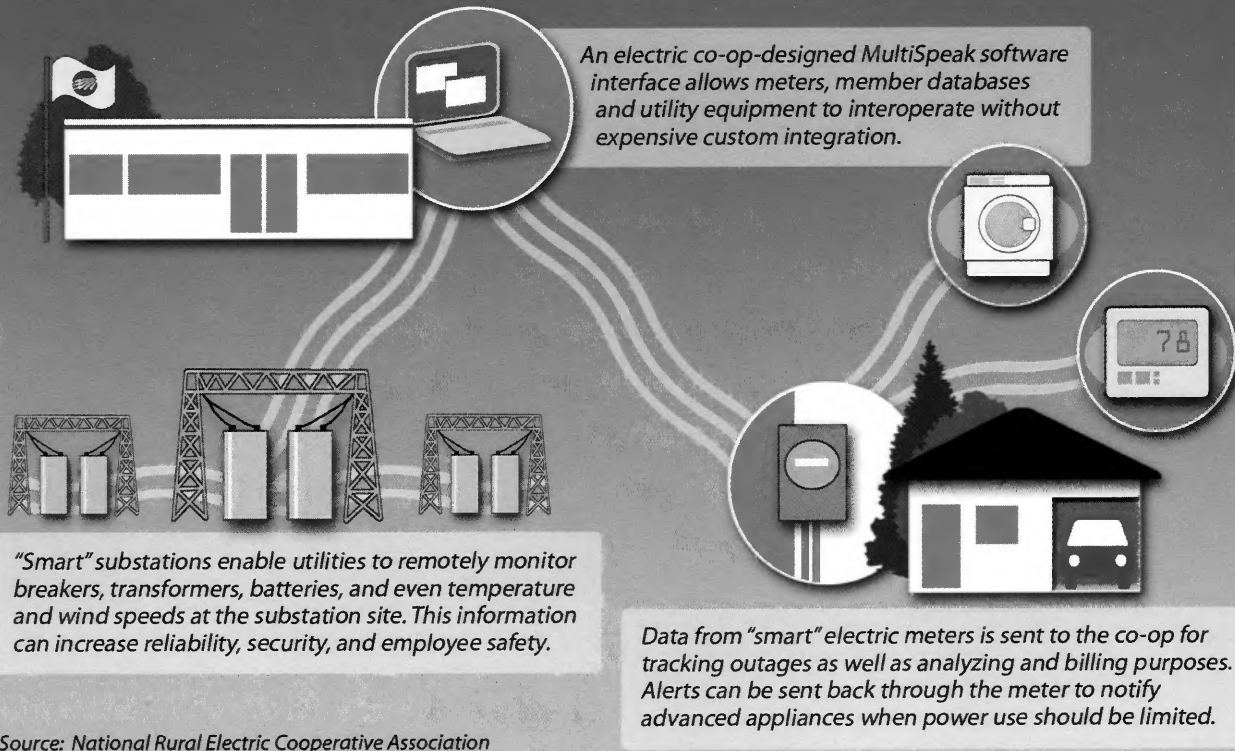 An electric co-op-designed MultiSpeak software
interface allows meters, member databases
and utility equipment to interoperate without
expensive custom integration.
78
"Smart" substations enable utilities to remotely monitor
breakers, transformers, batteries, and even temperature
and wind speeds at the substation site. This information
can increase reliability, security, and employee safety.
Data from "smart" electric meters is sent to the co-op for
tracking outages as well as analyzing and billing purposes.
Alerts can be sent back through the meter to notify
advanced appliances when power use should be limited.
Source: National Rural Electric Cooperative Association